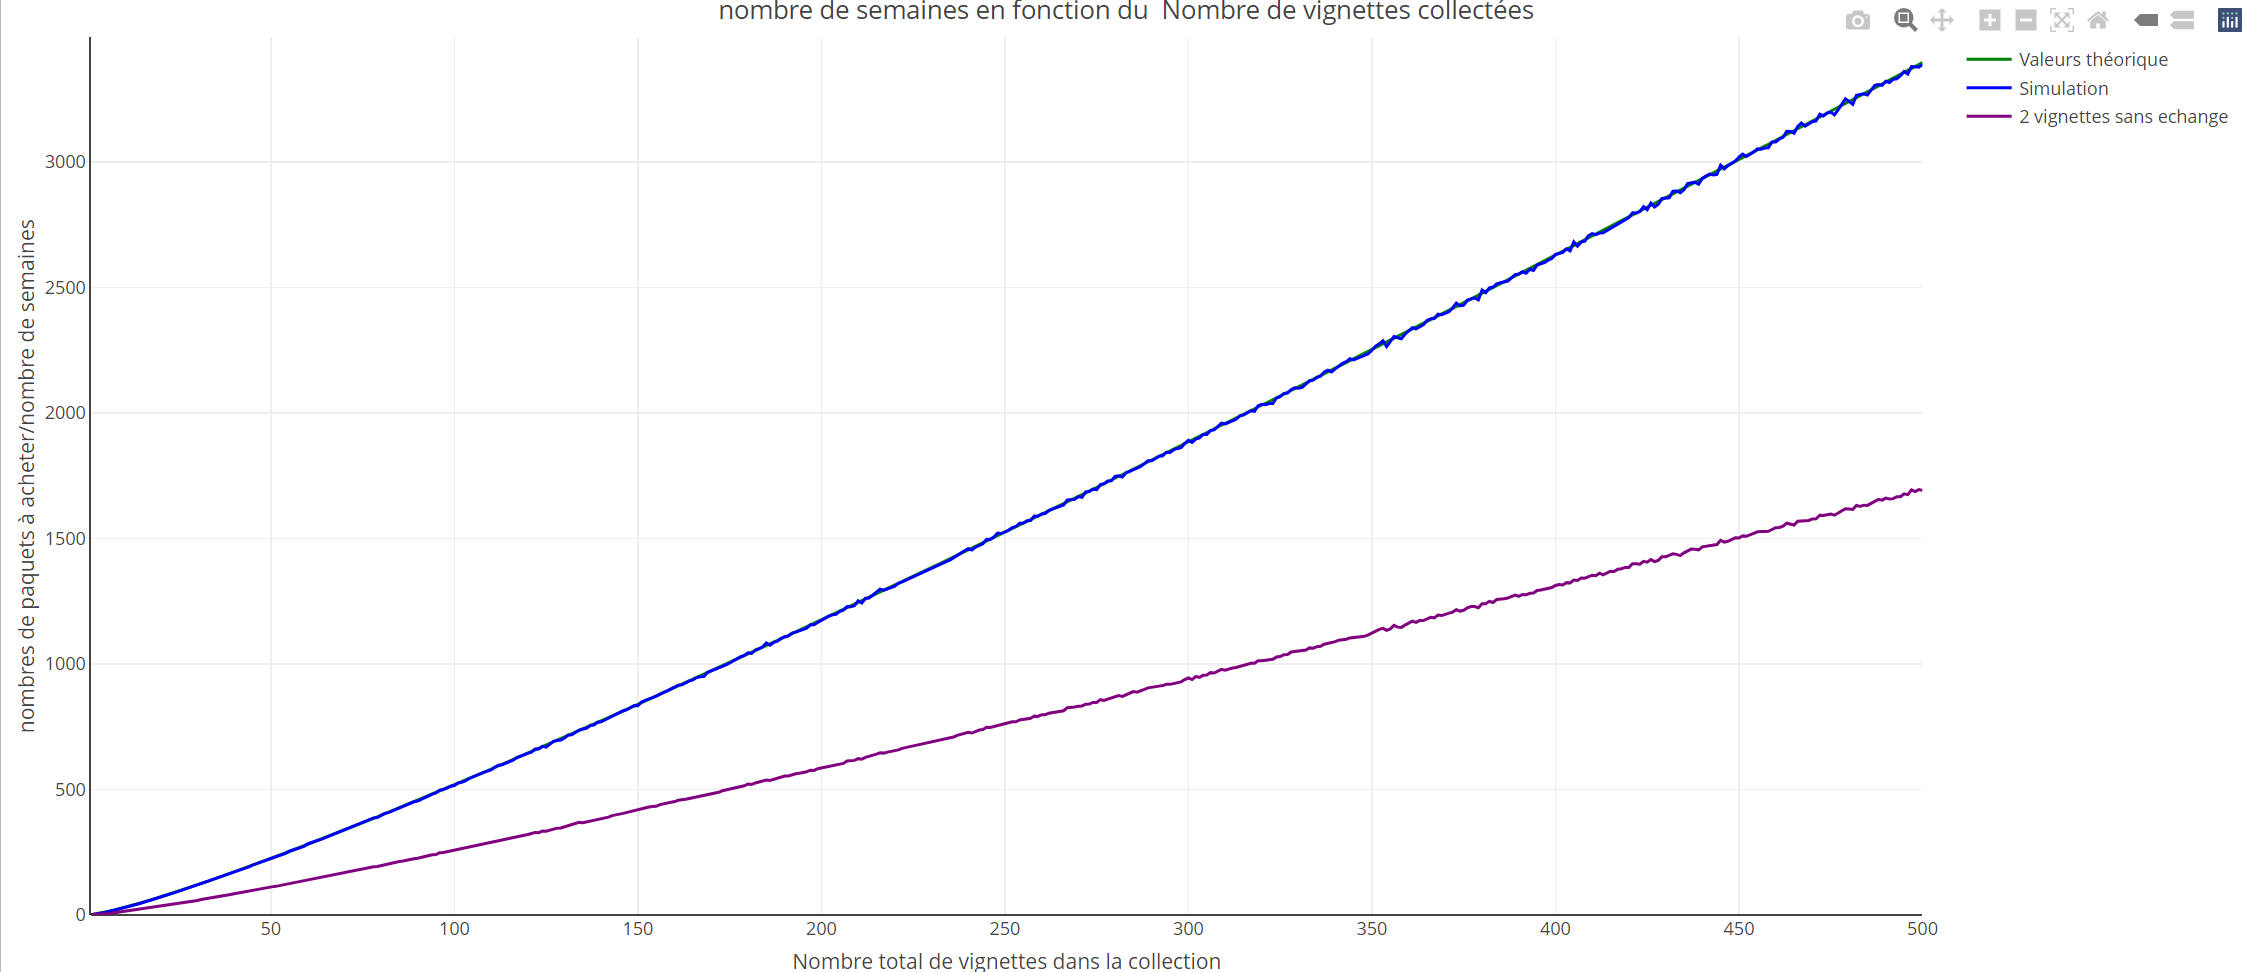 nombre de semaines en fonction du  Nombre de vignettes collectées
Valeurs théorique
Simulation
2 vignettes sans echange
nombres de paquets à acheter/nombre de semaines
3000
2500
2000
1500
1000
500
0
50
100
150
200
250
300
350
400
450
500
Nombre total de vignettes dans la collection